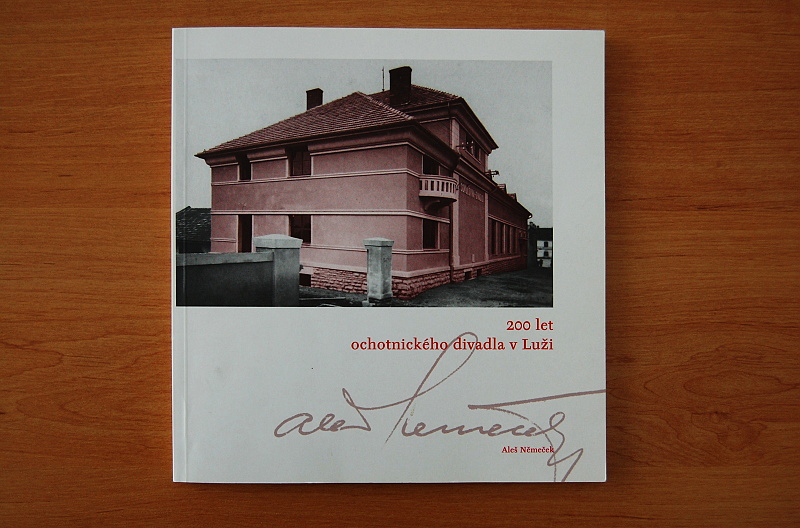 200 let
ochotnického divadla v Luži
Aleš Němeček
Aleš Němeček